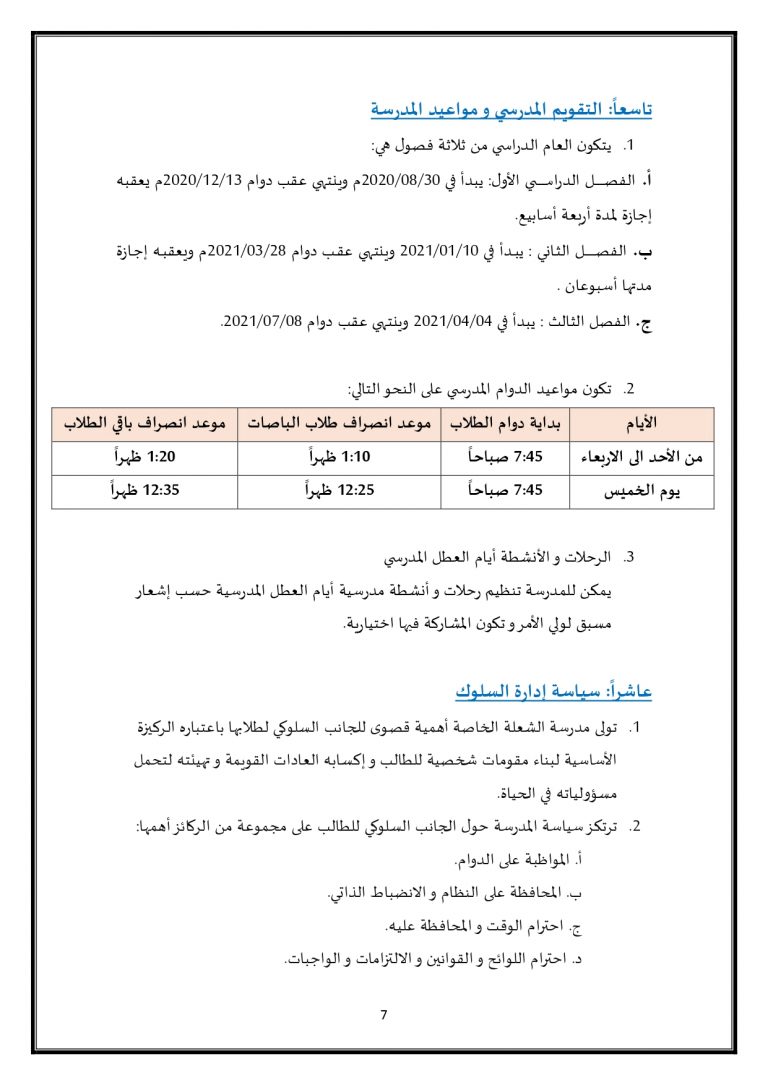 تاسعاً: التقويم المدرسي و مواعيد المدرسة
1. يتكون العام الدراسي من ثلاثة فصول هي:
أ. الفصل الدراسي الأول: يبدأ في 2020/08/30م وينتهي عقب دوام 2020/12/13م يعقبه
إجازة لمدة أربعة أسابيع.
ب. الفصل الثاني : يبدأ في 2021/01/10 وينتهي عقب دوام 2021/03/28م ويعقبه إجازة
مدتها أسبوعان .
ج. الفصل الثالث : يبدأ في 2021/04/04 وينتهي عقب دوام 2021/07/08.
2. تكون مواعيد الدوام المدرسي على النحو التالي:
الأيام بداية دوام الطلاب موعد انصراف طلاب الباصات موعد انصراف باقي الطلاب
من الأحد الى الاربعاء 7:45 صباحاً 1:10 ظهراً 1:20 ظهراً
يوم الخميس 7:45 صباحاً 12:25 ظهراً 12:35 ظهراً
3. الرحلات و الأنشطة أيام العطل المدرسي
يمكن للمدرسة تنظيم رحلات و أنشطة مدرسية أيام العطل المدرسية حسب إشعار
مسبق لولي الأمر و تكون المشاركة فيها اختيارية.
عاشراً: سياسة إدارة السلوك
1. تولى مدرسة الشعلة الخاصة أهمية قصوى للجانب السلوكي لطلابها باعتباره الركيزة
الأساسية لبناء مقومات شخصية للطالب و إكسابه العادات القويمة و تهيئته لتحمل
مسؤولياته في الحياة.
2. ترتكز سياسة المدرسة حول الجانب السلوكي للطالب على مجموعة من الركائز أهمها:
أ. المواظبة على الدوام.
ب. المحافظة على النظام و الانضباط الذاتي.
ج. احترام الوقت و المحافظة عليه.
د. احترام اللوائح و القوانين و الالتزامات و الواجبات.
7